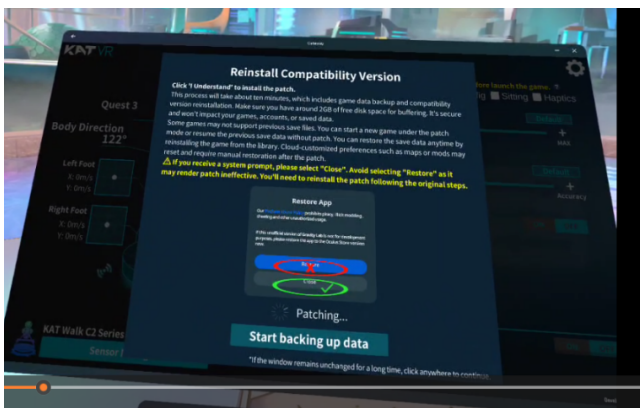 KAT VR
Reinstall Compatibility Version
Click "I Understand" to install the patch.
This process will take about ten minutes, which includes game data backup and compatibility
version reinstallation. Make sure you have around 2GB of free disk space for buffering. It's secure
and won't impact your games, accounts, or saved data.
Some games may not support previous save files. You can start a new game under the patch
mode or resume the previous save data without patch. You can restore the save data anytime by
reinstalling the game from the library. Cloud-customized preferences such as maps or mods may
reset and require manual restoration after the patch.
⚠ If you receive a system prompt, please select "Close". Avoid selecting "Restore" as it
may render patch ineffective. You'll need to reinstall the patch following the original steps.
Quest 3
Body Direction
122°
Left Foot
X: 0m/s
Y: 0m/s
Right Foot
X: 0m/s
Y: 0m/s
launch the game.
Sitting
Haptics
Default
MAX
Default
Accuracy
Restore App
Close
Patching...
Start backing up data
*If the window remains unchanged for a long time, click anywhere to continue.
KAT Walk C2 Series
Sensor